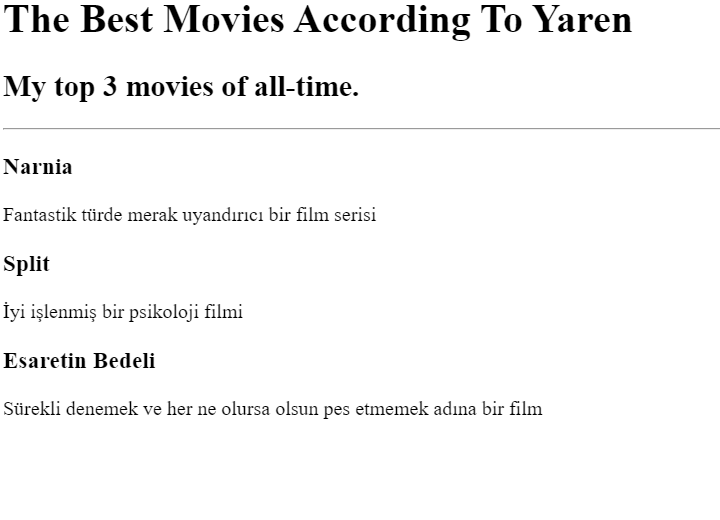 The Best Movies According To Yaren
My top 3 movies of all-time.
Narnia
Fantastik türde merak uyandırıcı bir film serisi
Split
İyi işlenmiş bir psikoloji filmi
Esaretin Bedeli
Sürekli denemek ve her ne olursa olsun pes etmemek adına bir film